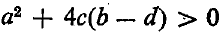 a² + 4c(b − d) > 0